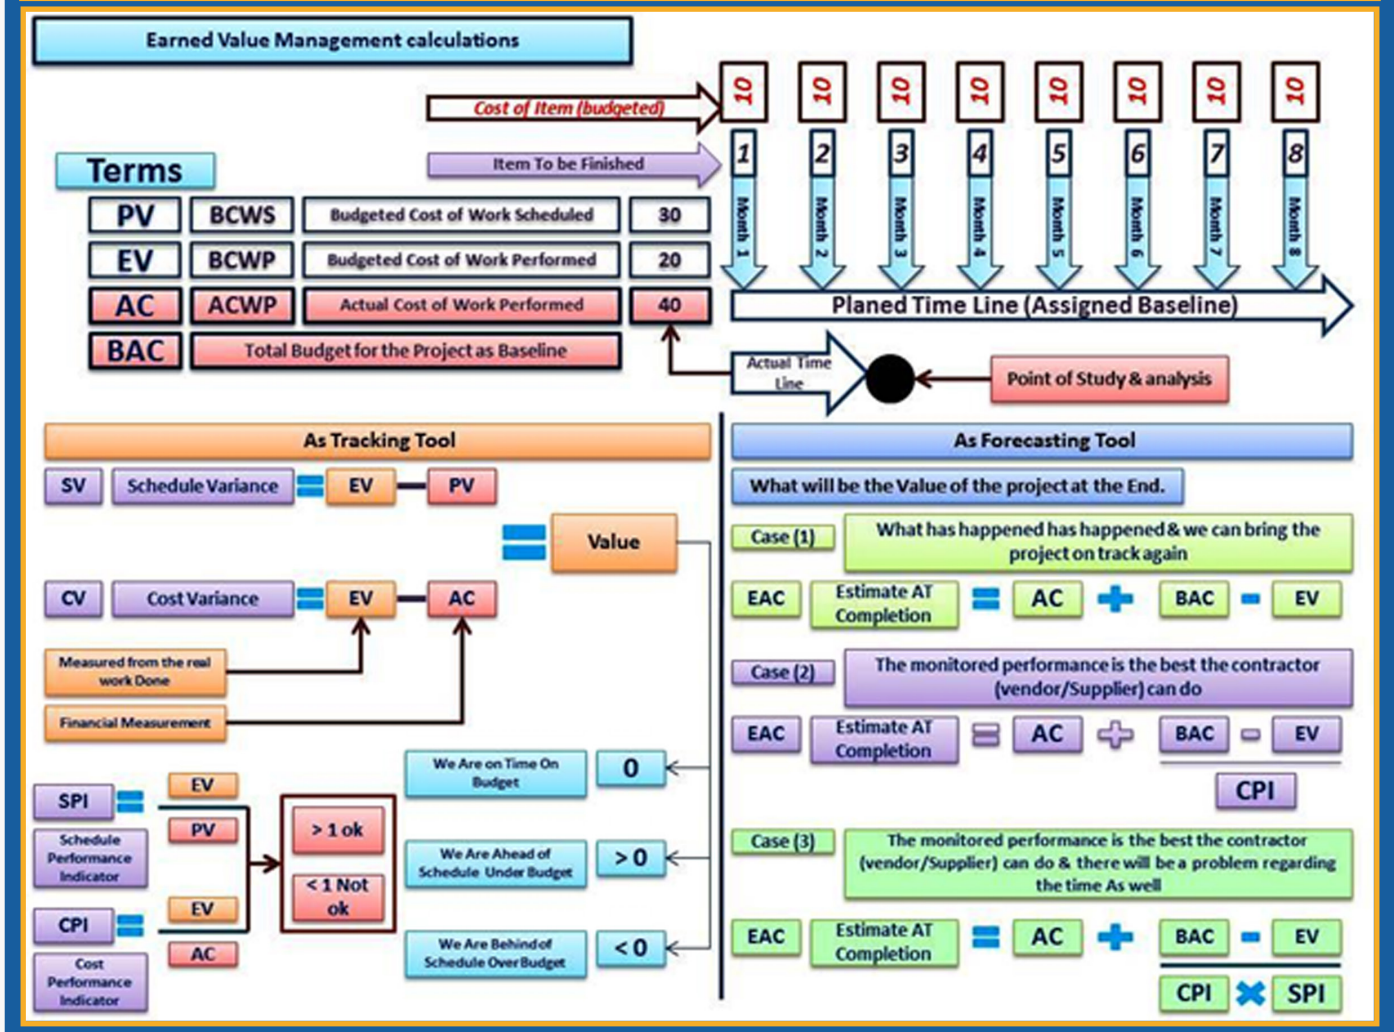 Earned Value Management calculations
10 10 10 10 10 10 10 10
Cost of Item (budgeted)
1 2 3 4 5 6 7 8
Item To be Finished
Month 1 Month 2 Month 3 Month 4 Month 5 Month 6 Month 7 Month 8
Planed Time Line (Assigned Baseline)
Terms
PV BCWS Budgeted Cost of Work Scheduled 30
EV BCWP Budgeted Cost of Work Performed 20
AC ACWP Actual Cost of Work Performed 40
BAC Total Budget for the Project as Baseline
Actual Time
Line
Point of Study & analysis
As Tracking Tool
SV Schedule Variance = EV - PV
= Value
CV Cost Variance = EV - AC
Measured from the real
work Done
Financial Measurement
SPI = EV
PV
Schedule
Performance
Indicator
CPI = EV
AC
Cost
Performance
Indicator
> 1 ok
< 1 Not
ok
We Are on Time On
Budget
0
We Are Ahead of
Schedule Under Budget
> 0
We Are Behind of
Schedule Over Budget
< 0
As Forecasting Tool
What will be the Value of the project at the End.
Case (1)
What has happened has happened & we can bring the
project on track again
EAC
Estimate AT
Completion
= AC + BAC - EV
Case (2)
The monitored performance is the best the contractor
(vendor/Supplier) can do
EAC
Estimate AT
Completion
= AC + BAC - EV
CPI
Case (3)
The monitored performance is the best the contractor
(vendor/Supplier) can do & there will be a problem regarding
the time As well
EAC
Estimate AT
Completion
= AC + BAC - EV
CPI × SPI